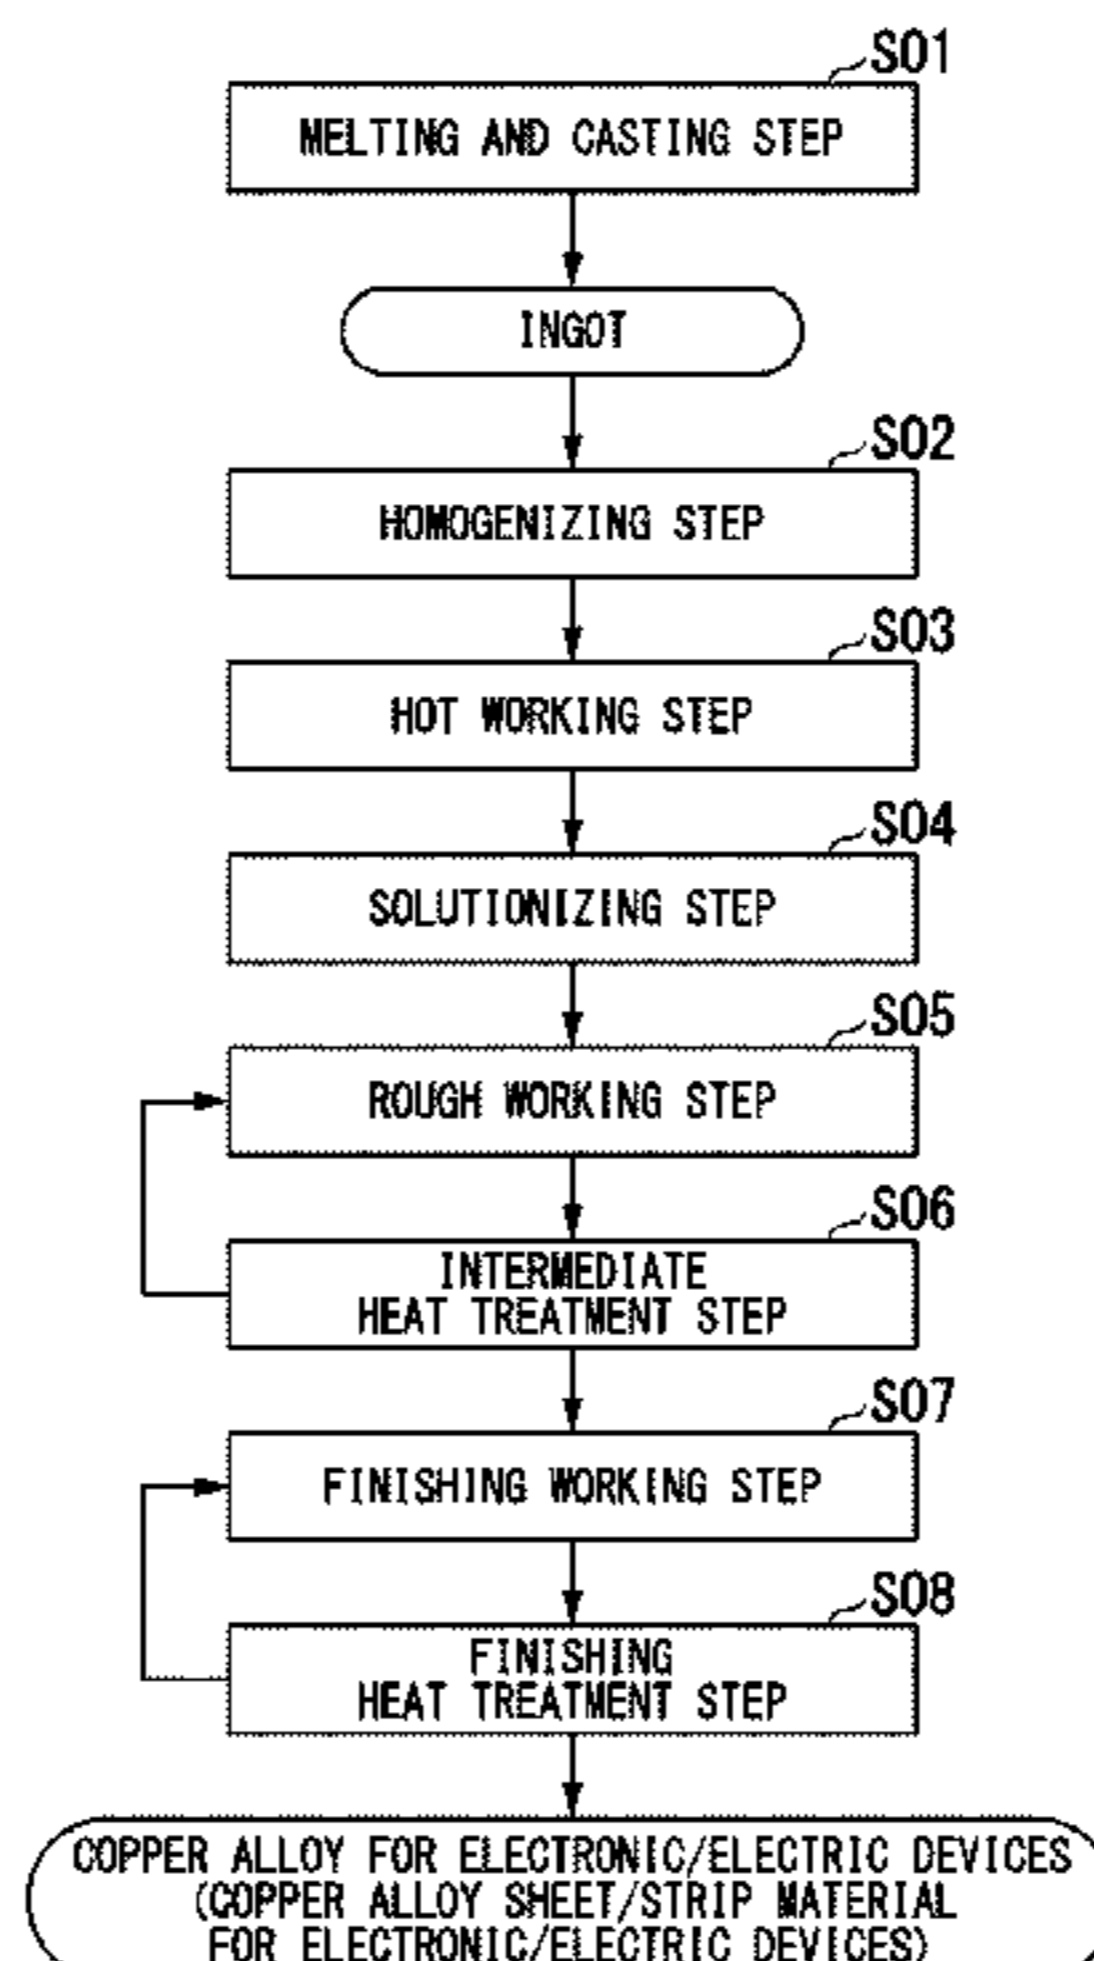 S01
MELTING AND CASTING STEP
INGOT
S02
HOMOGENIZING STEP
S03
HOT WORKING STEP
S04
SOLUTIONIZING STEP
S05
ROUGH WORKING STEP
S06
INTERMEDIATE
HEAT TREATMENT STEP
S07
FINISHING WORKING STEP
S08
FINISHING
HEAT TREATMENT STEP
COPPER ALLOY FOR ELECTRONIC/ELECTRIC DEVICES
(COPPER ALLOY SHEET/STRIP MATERIAL
FOR ELECTRONIC/ELECTRIC DEVICES)